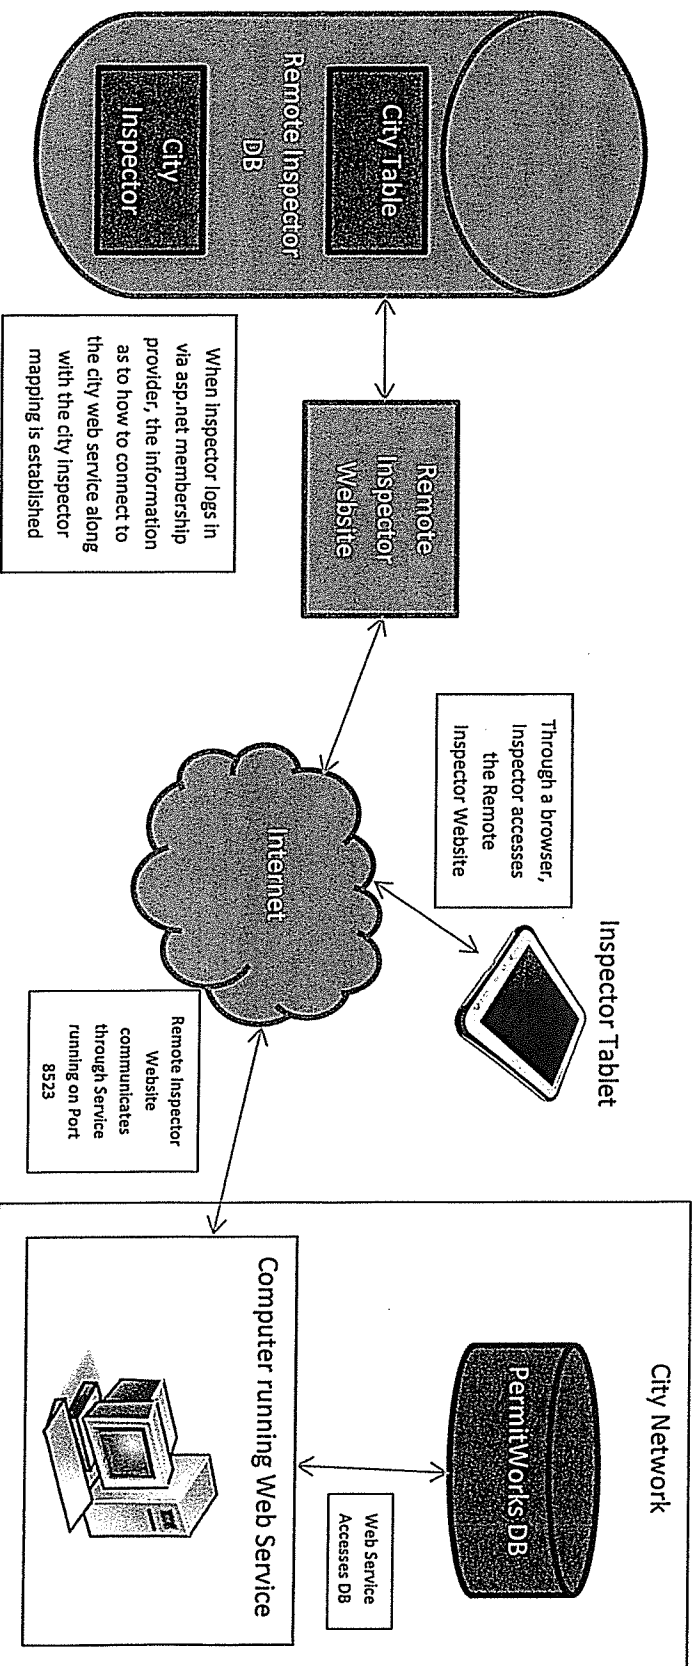 City Table
Remote Inspector
DB
City
Inspector
When inspector logs in
via asp.net membership
provider, the information
as to how to connect to
the city web service along
with the city inspector
mapping is established
Remote
Inspector
Website
Through a browser,
Inspector accesses
the Remote
Inspector Website
Inspector Tablet
Internet
Remote Inspector
Website
communicates
through Service
running on Port
8523
City Network
PermitWorks DB
Web Service
Accesses DB
Computer running Web Service